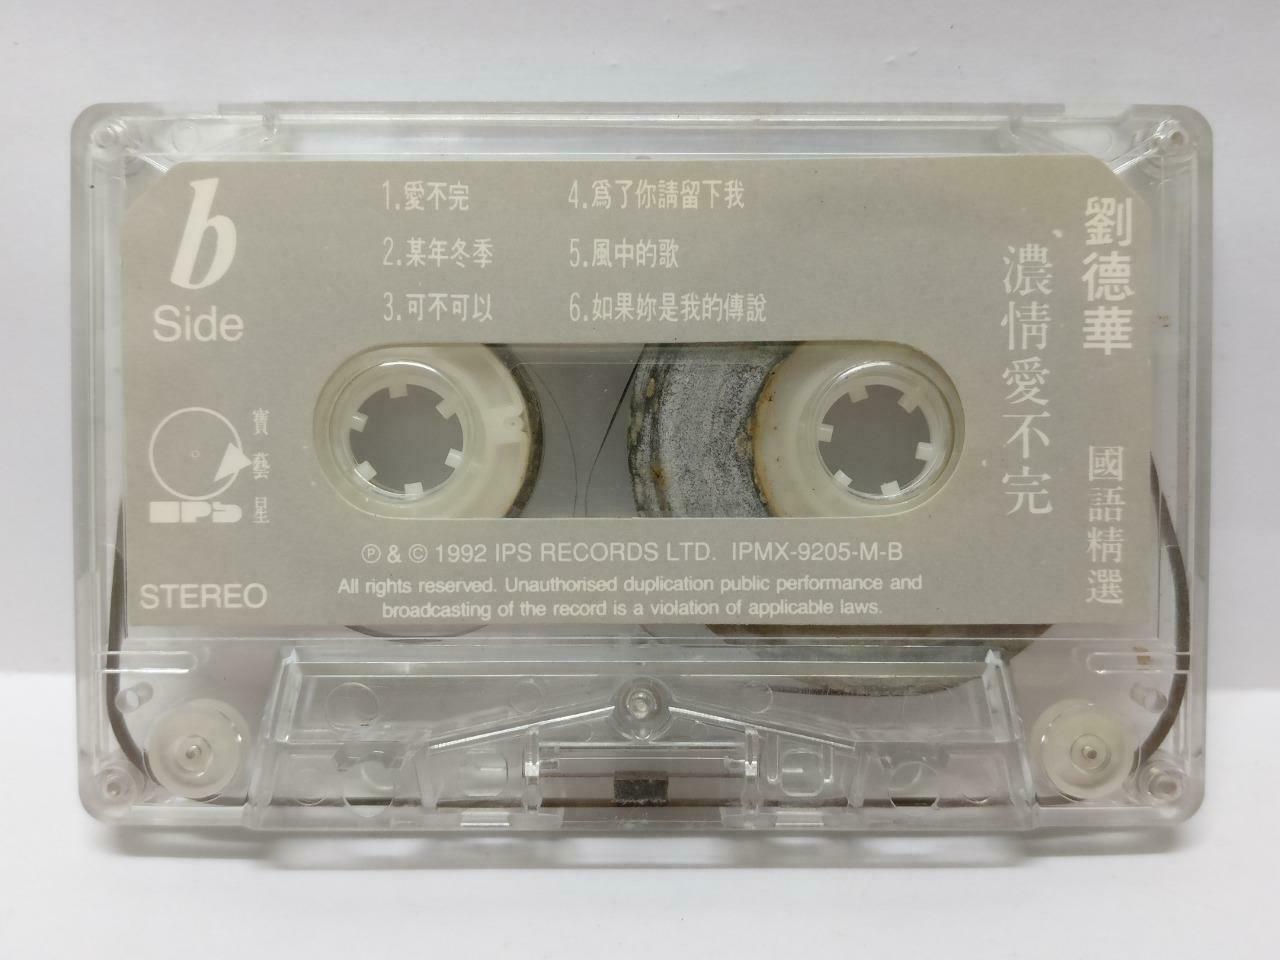 b
Side
1.愛不完
2.某年冬季
3.可不可以
4.爲了你請留下我
5.風中的歌
6.如果妳是我的傳說
劉德華
國語精選
濃情愛不完
寶藝星
IPS
STEREO
Ⓟ & © 1992 IPS RECORDS LTD. IPMX-9205-M-B
All rights reserved. Unauthorised duplication public performance and
broadcasting of the record is a violation of applicable laws.